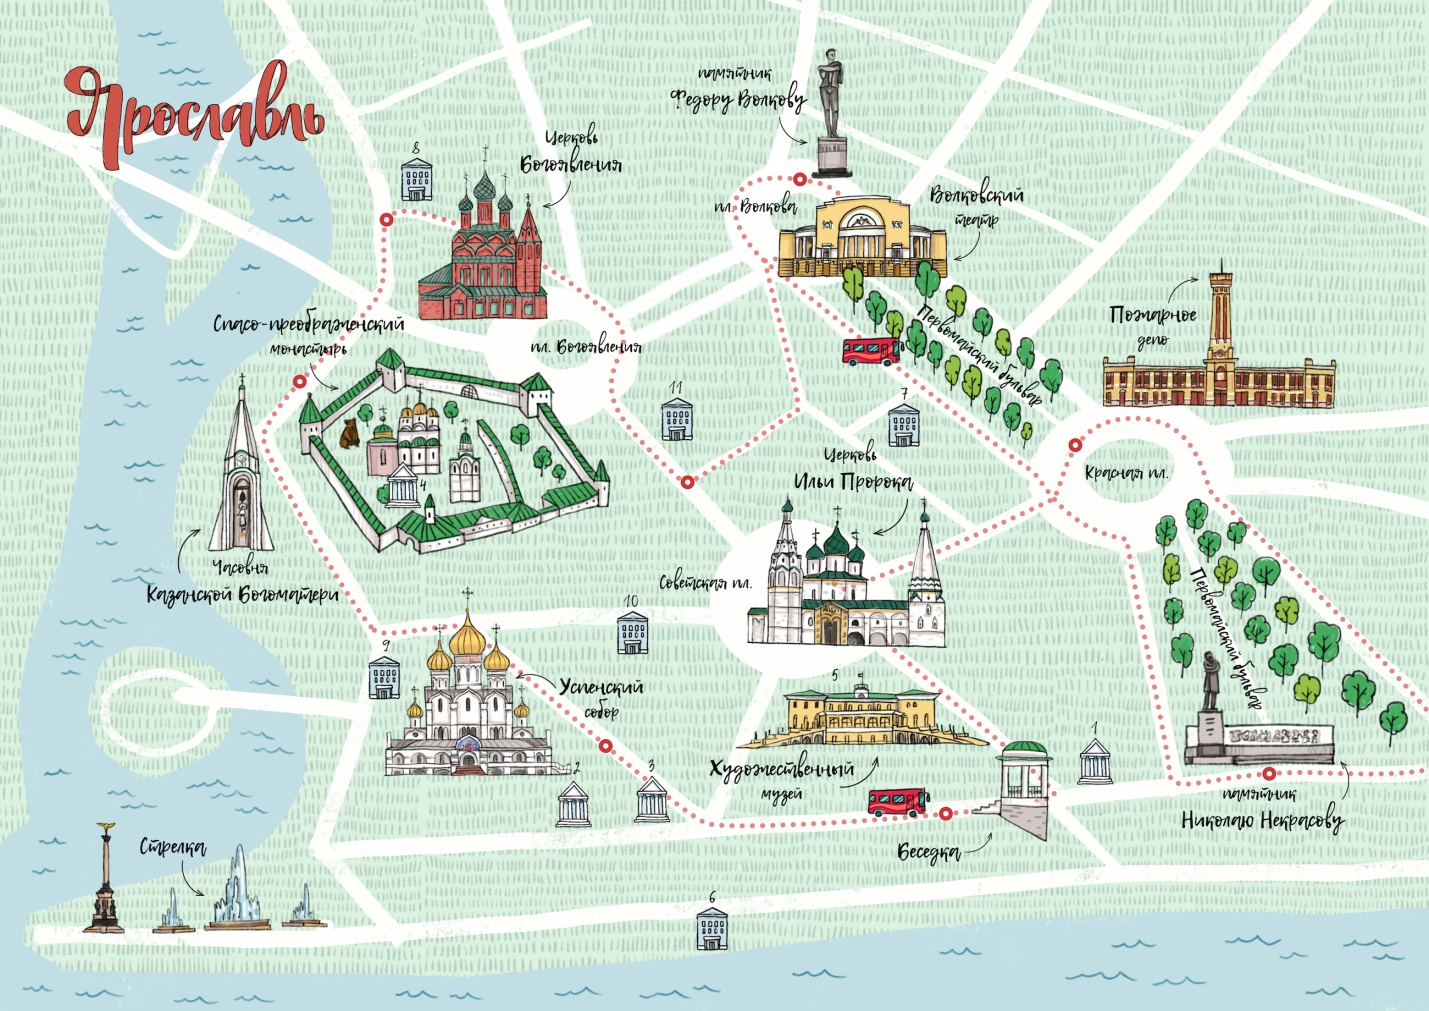 Ярославль
памятник
Федору Волкову
Церковь
Богоявления
8
Волковский
театр
пл. Волкова
Пожарное
депо
Спасо-преображенский
монастырь
пл. Богоявления
Первомайский бульвар
11
7
Церковь
Ильи Пророка
Красная пл.
4
Часовня
Казанской Богоматери
Советская пл.
10
9
Первомайский бульвар
Успенский
собор
5
1
Художественный
музей
2
3
памятник
Николаю Некрасову
Стрелка
Беседка
6